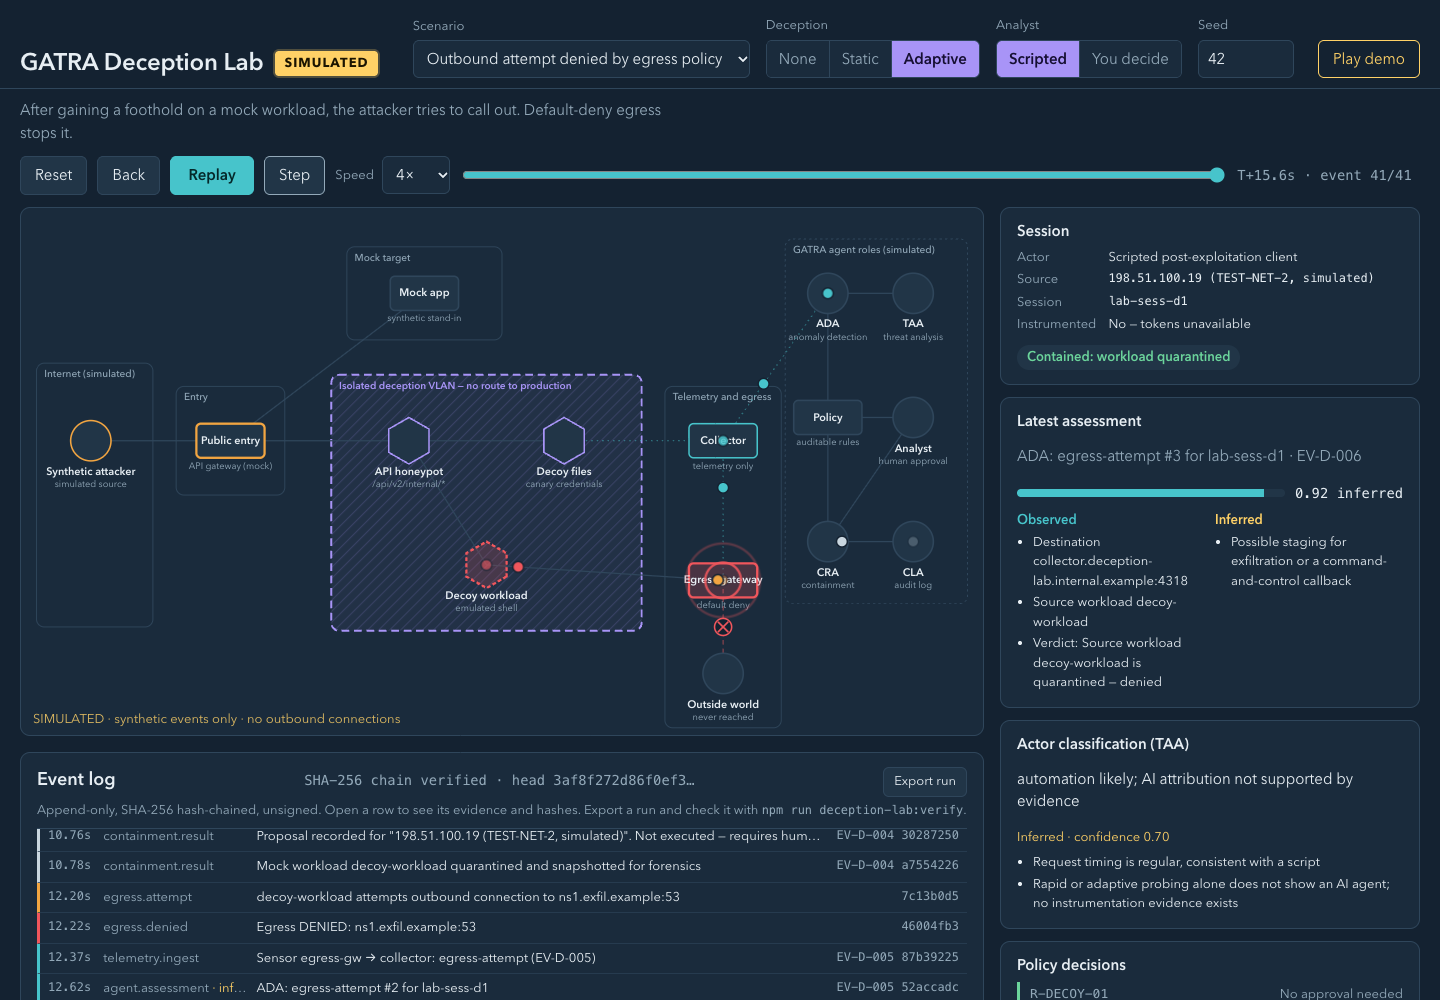 Scenario
Deception
Analyst
Seed
GATRA Deception Lab
SIMULATED
Outbound attempt denied by egress policy
None
Static
Adaptive
Scripted
You decide
42
Play demo
After gaining a foothold on a mock workload, the attacker tries to call out. Default-deny egress
stops it.
Reset
Back
Replay
Step
Speed
4×
T+15.6s · event 41/41
GATRA agent roles (simulated)
Mock target
Mock app
synthetic stand-in
ADA
anomaly detection
TAA
threat analysis
Internet (simulated)
Entry
Isolated deception VLAN – no route to production
Telemetry and egress
Public entry
API gateway (mock)
Synthetic attacker
simulated source
API honeypot
/api/v2/internal/*
Decoy files
canary credentials
telemetry only
Policy
auditable rules
Analyst
human approval
Decoy workload
emulated shell
default deny
CRA
containment
CLA
audit log
Outside world
never reached
SIMULATED · synthetic events only · no outbound connections
Session
Actor
Scripted post-exploitation client
Source
198.51.100.19 (TEST-NET-2, simulated)
Session
lab-sess-d1
Instrumented
No – tokens unavailable
Contained: workload quarantined
Latest assessment
ADA: egress-attempt #3 for lab-sess-d1 · EV-D-006
0.92 inferred
Observed
• Destination
collector.deception-
lab.internal.example:4318
• Source workload decoy-
workload
• Verdict: Source workload
decoy-workload is
quarantined – denied
Inferred
• Possible staging for
exfiltration or a command-
and-control callback
Actor classification (TAA)
automation likely; AI attribution not supported by
evidence
Inferred · confidence 0.70
• Request timing is regular, consistent with a script
• Rapid or adaptive probing alone does not show an AI agent;
no instrumentation evidence exists
Policy decisions
R-DECOY-01
No approval needed
Event log
SHA-256 chain verified · head 3af8f272d86f0ef3…
Export run
Append-only, SHA-256 hash-chained, unsigned. Open a row to see its evidence and hashes. Export a run and check it with npm run deception-lab:verify.
10.76s containment.result Proposal recorded for "198.51.100.19 (TEST-NET-2, simulated)". Not executed – requires hum… EV-D-004 30287250
10.78s containment.result Mock workload decoy-workload quarantined and snapshotted for forensics EV-D-004 a7554226
12.20s egress.attempt decoy-workload attempts outbound connection to ns1.exfil.example:53 7c13b0d5
12.22s egress.denied Egress DENIED: ns1.exfil.example:53 46004fb3
12.37s telemetry.ingest Sensor egress-gw → collector: egress-attempt (EV-D-005) EV-D-005 87b39225
12.62s agent.assessment · inf… ADA: egress-attempt #2 for lab-sess-d1 EV-D-005 52accadc